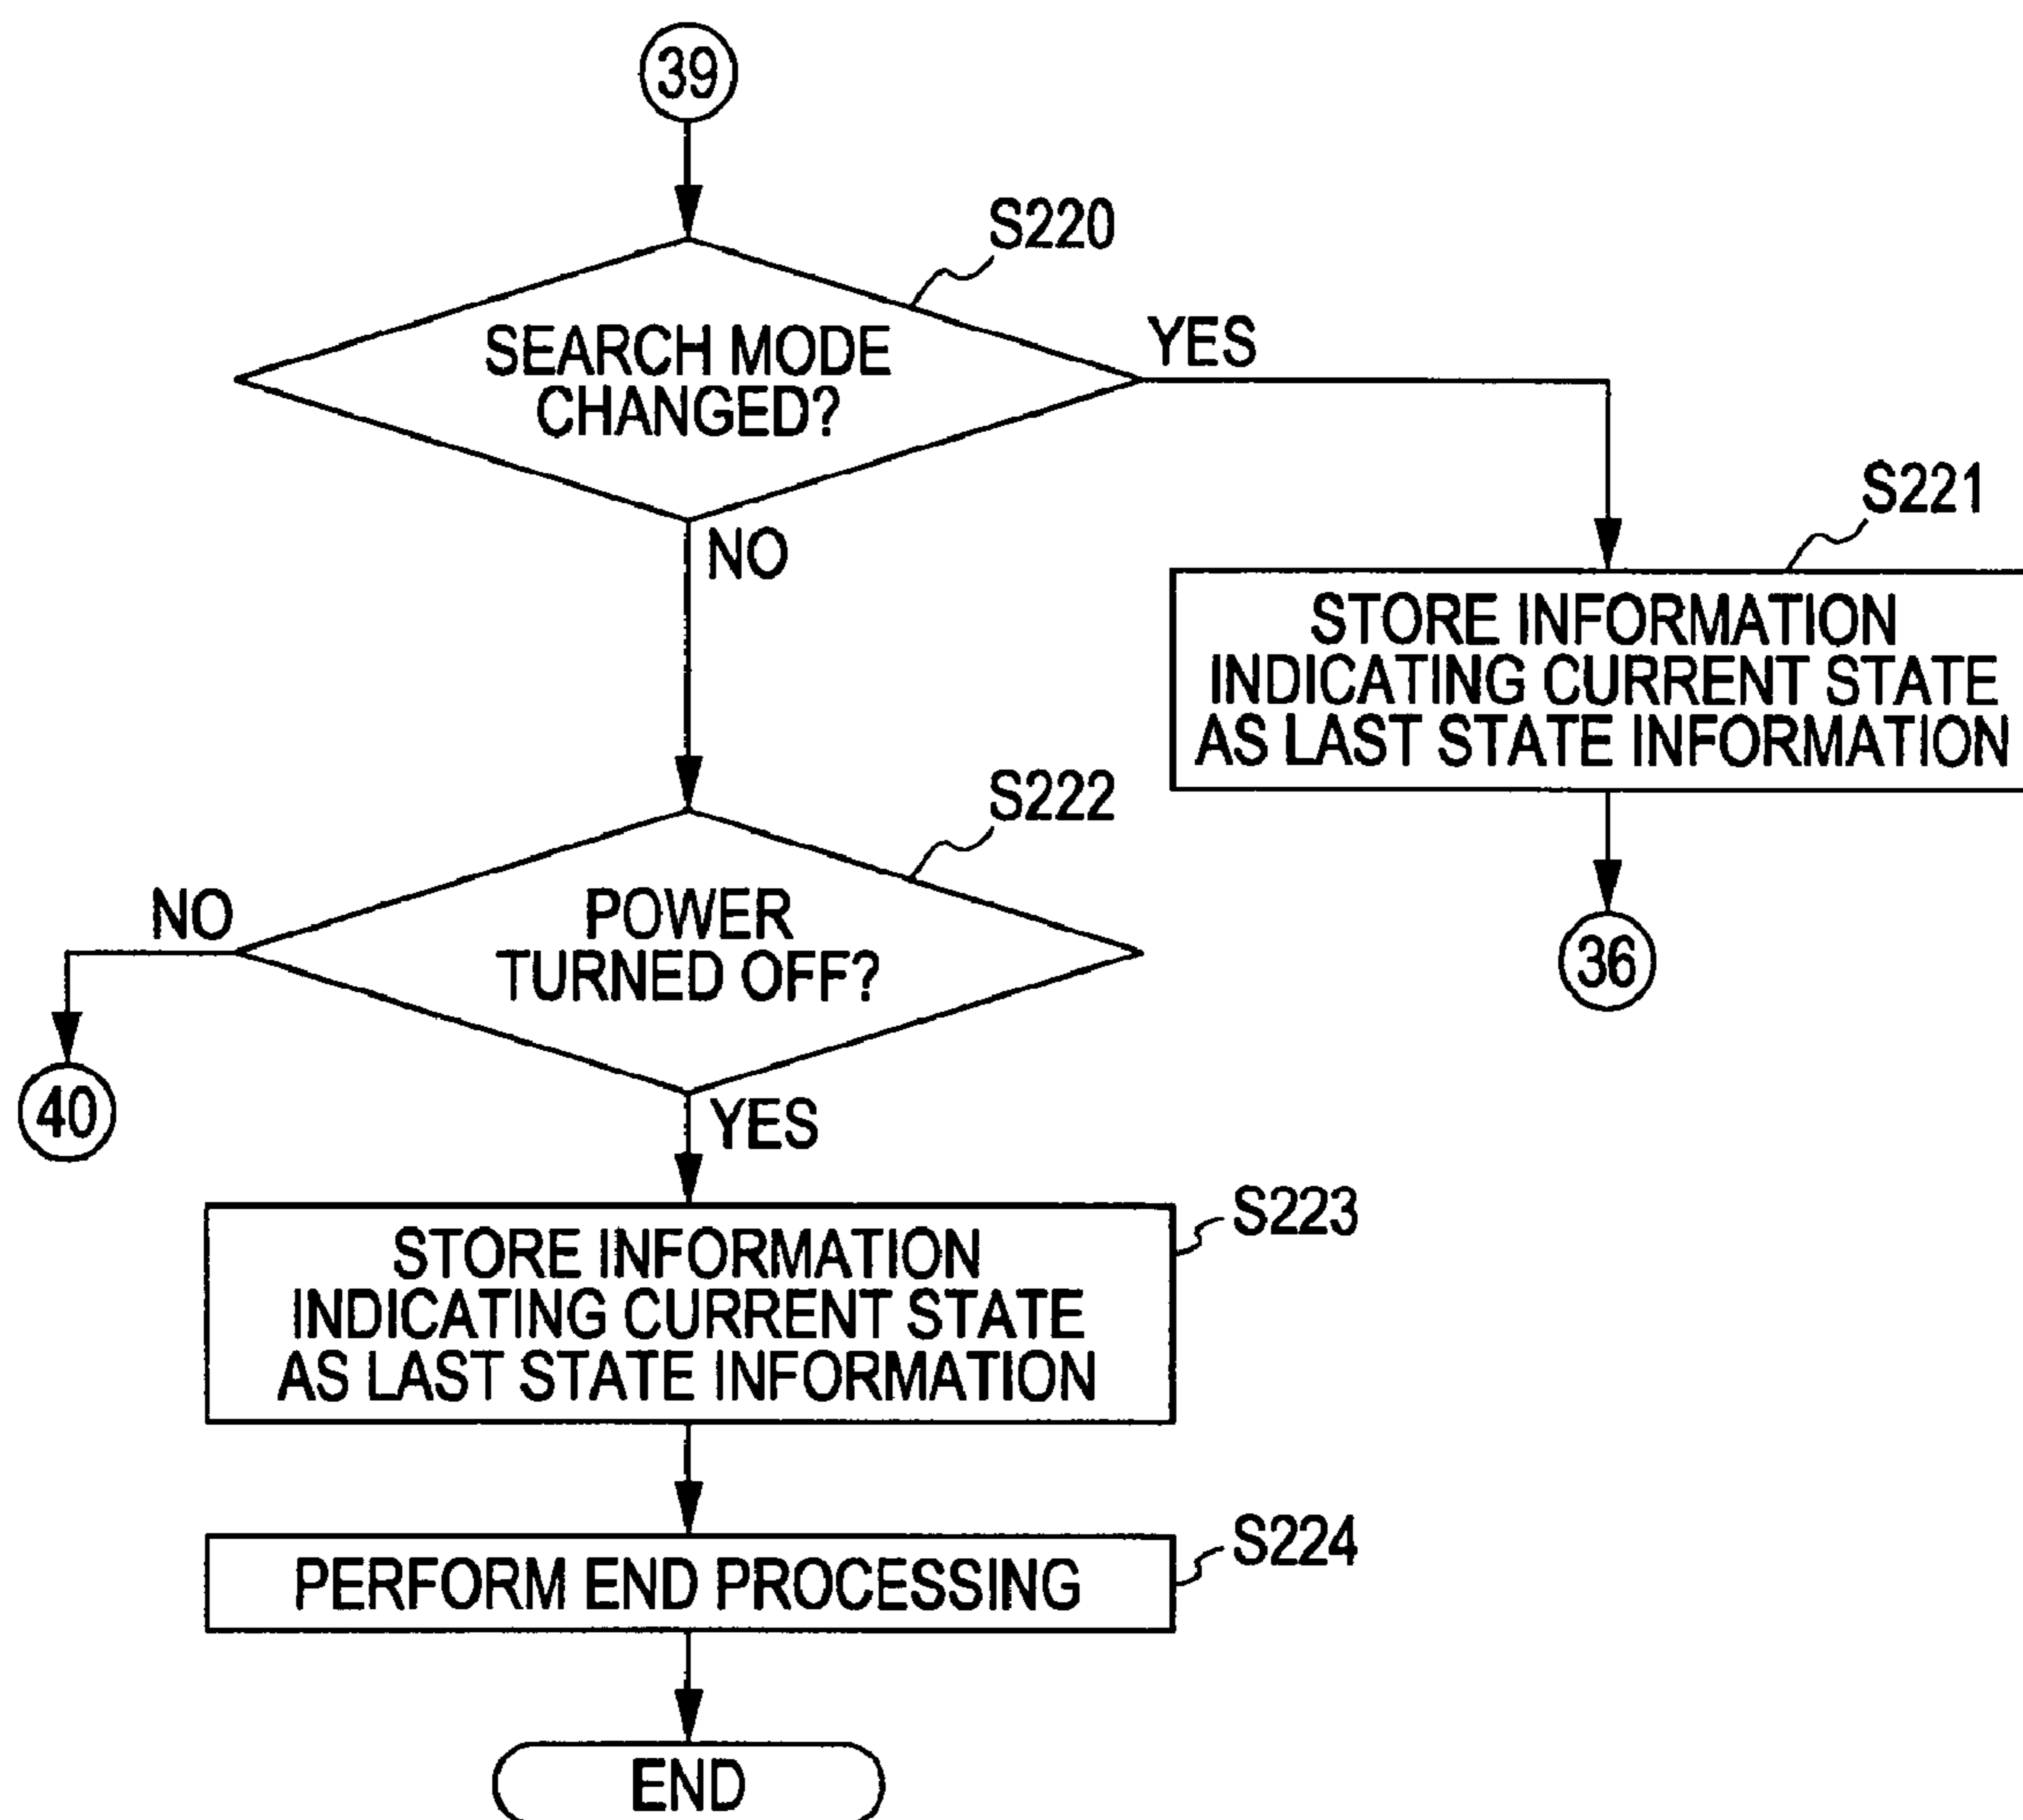 39
S220
SEARCH MODE
CHANGED?
YES
NO
S221
STORE INFORMATION
INDICATING CURRENT STATE
AS LAST STATE INFORMATION
36
S222
POWER
TURNED OFF?
NO
40
YES
S223
STORE INFORMATION
INDICATING CURRENT STATE
AS LAST STATE INFORMATION
S224
PERFORM END PROCESSING
END